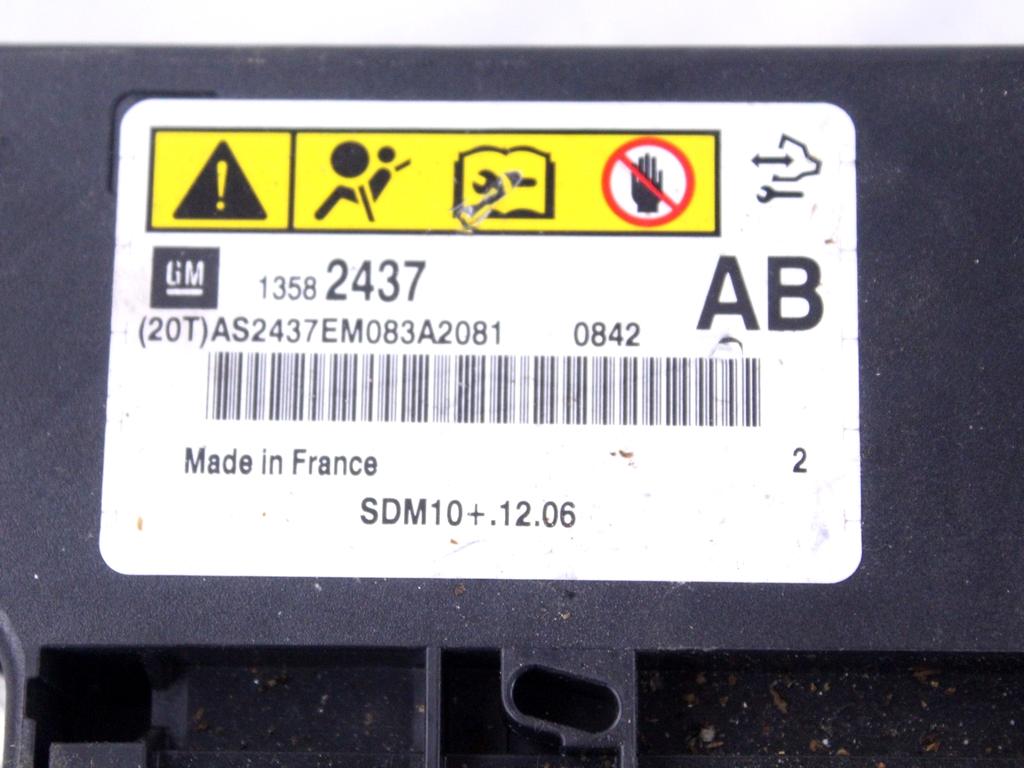 GM 1358 2437 AB
(20T)AS2437EM083A2081 0842
Made in France 2
SDM10+.12.06